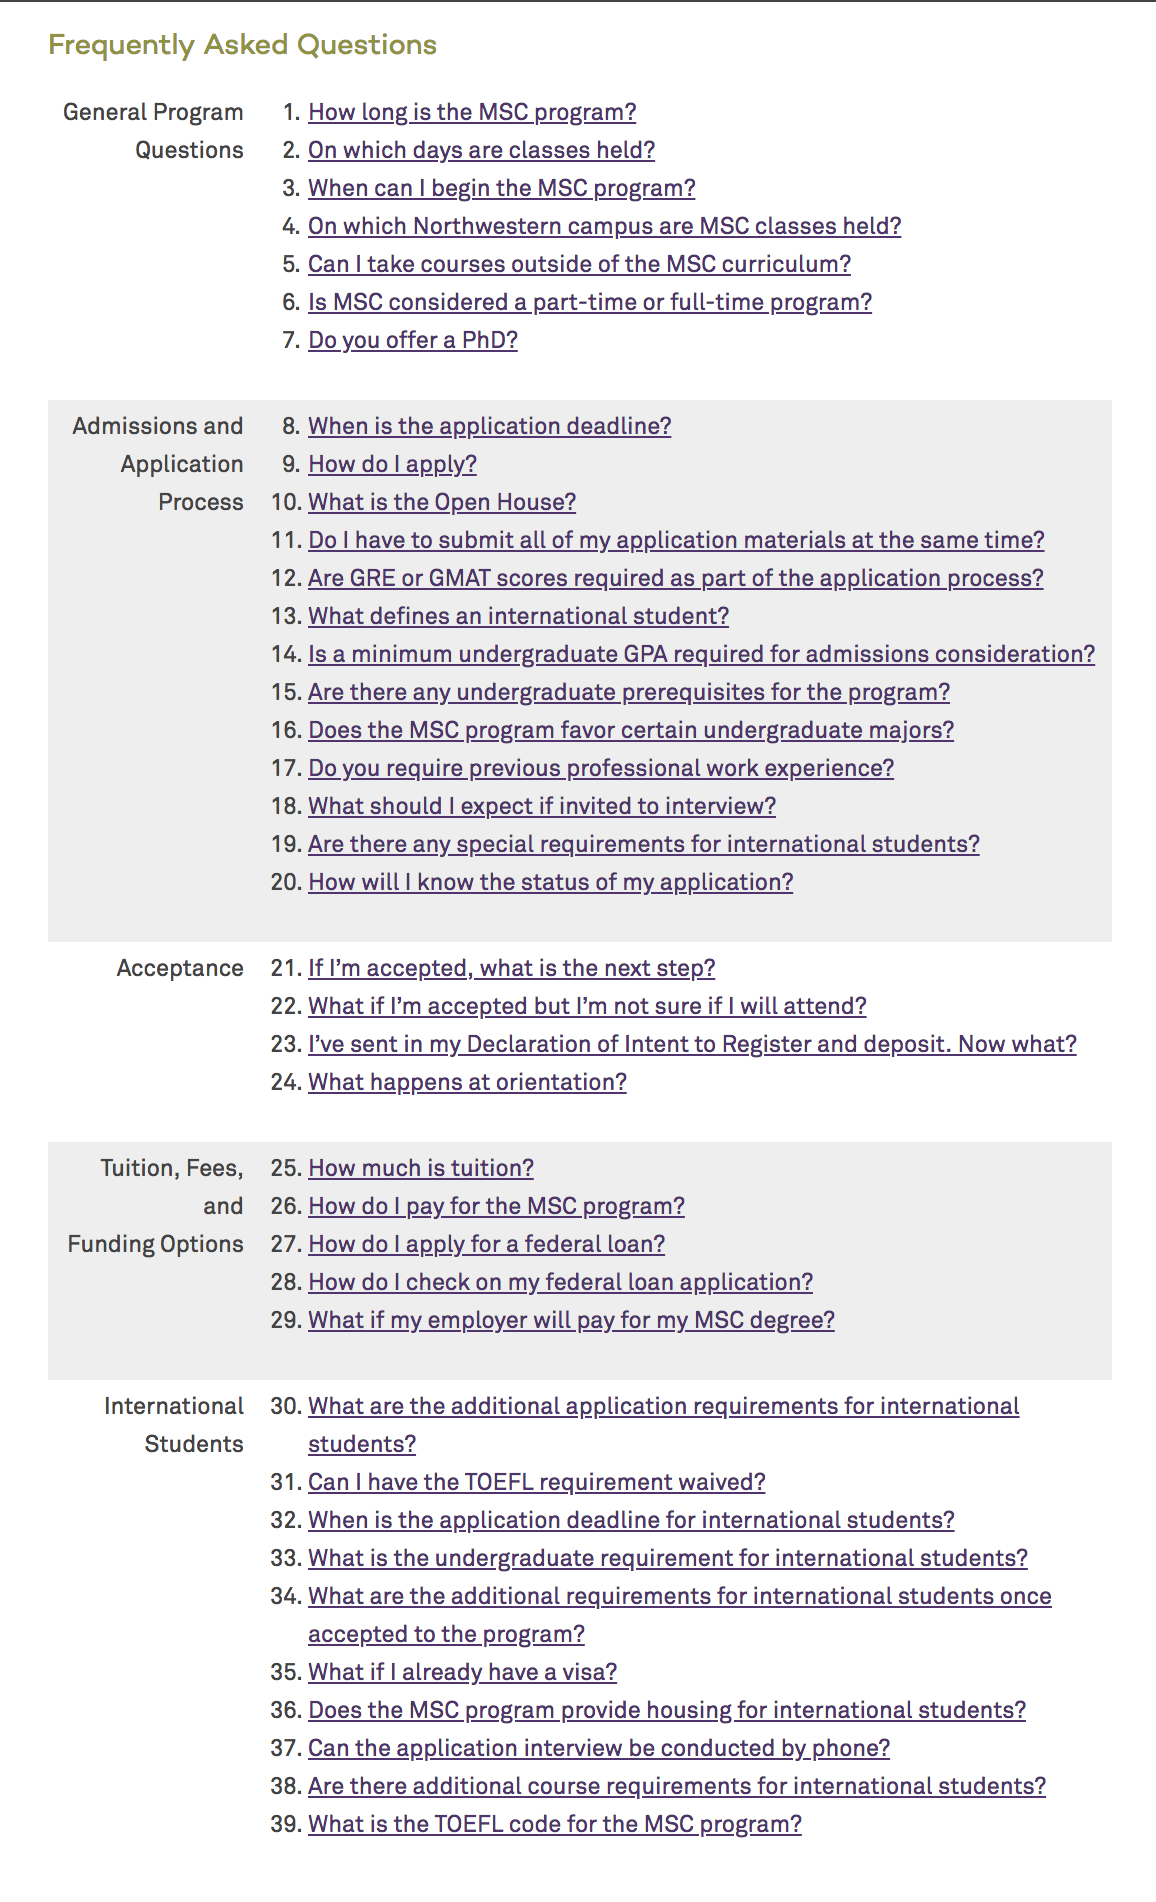 Frequently Asked Questions
General Program
Questions
1. How long is the MSC program?
2. On which days are classes held?
3. When can I begin the MSC program?
4. On which Northwestern campus are MSC classes held?
5. Can I take courses outside of the MSC curriculum?
6. Is MSC considered a part-time or full-time program?
7. Do you offer a PhD?
Admissions and
Application
Process
8. When is the application deadline?
9. How do I apply?
10. What is the Open House?
11. Do I have to submit all of my application materials at the same time?
12. Are GRE or GMAT scores required as part of the application process?
13. What defines an international student?
14. Is a minimum undergraduate GPA required for admissions consideration?
15. Are there any undergraduate prerequisites for the program?
16. Does the MSC program favor certain undergraduate majors?
17. Do you require previous professional work experience?
18. What should I expect if invited to interview?
19. Are there any special requirements for international students?
20. How will I know the status of my application?
Acceptance
21. If I’m accepted, what is the next step?
22. What if I’m accepted but I’m not sure if I will attend?
23. I’ve sent in my Declaration of Intent to Register and deposit. Now what?
24. What happens at orientation?
Tuition, Fees,
and
Funding Options
25. How much is tuition?
26. How do I pay for the MSC program?
27. How do I apply for a federal loan?
28. How do I check on my federal loan application?
29. What if my employer will pay for my MSC degree?
International
Students
30. What are the additional application requirements for international
students?
31. Can I have the TOEFL requirement waived?
32. When is the application deadline for international students?
33. What is the undergraduate requirement for international students?
34. What are the additional requirements for international students once
accepted to the program?
35. What if I already have a visa?
36. Does the MSC program provide housing for international students?
37. Can the application interview be conducted by phone?
38. Are there additional course requirements for international students?
39. What is the TOEFL code for the MSC program?